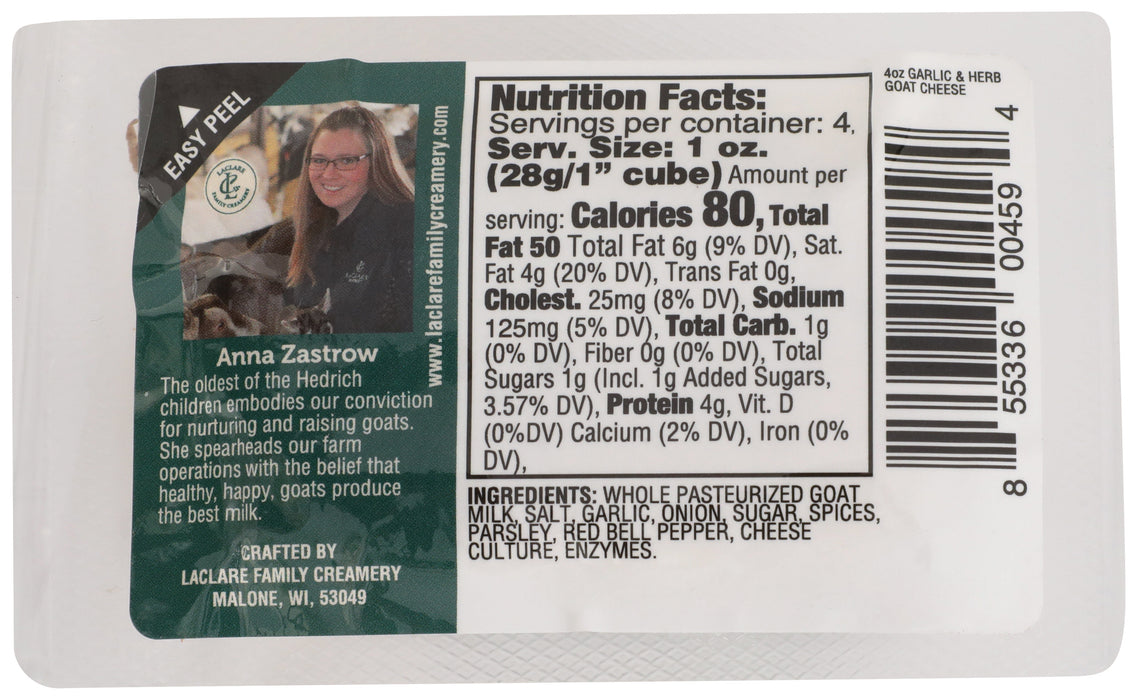 EASY PEEL
LACLARE
FAMILY CREAMERY
www.laclarefamilycreamery.com
Anna Zastrow
The oldest of the Hedrich
children embodies our conviction
for nurturing and raising goats.
She spearheads our farm
operations with the belief that
healthy, happy, goats produce
the best milk.
CRAFTED BY
LACLARE FAMILY CREAMERY
MALONE, WI, 53049
Nutrition Facts:
Servings per container: 4,
Serv. Size: 1 oz.
(28g/1” cube) Amount per
serving: Calories 80, Total
Fat 50 Total Fat 6g (9% DV), Sat.
Fat 4g (20% DV), Trans Fat 0g,
Cholest. 25mg (8% DV), Sodium
125mg (5% DV), Total Carb. 1g
(0% DV), Fiber 0g (0% DV), Total
Sugars 1g (Incl. 1g Added Sugars,
3.57% DV), Protein 4g, Vit. D
(0%DV) Calcium (2% DV), Iron (0%
DV),
INGREDIENTS: WHOLE PASTEURIZED GOAT
MILK, SALT, GARLIC, ONION, SUGAR, SPICES,
PARSLEY, RED BELL PEPPER, CHEESE
CULTURE, ENZYMES.
4oz GARLIC & HERB
GOAT CHEESE
8 55336 00459 4